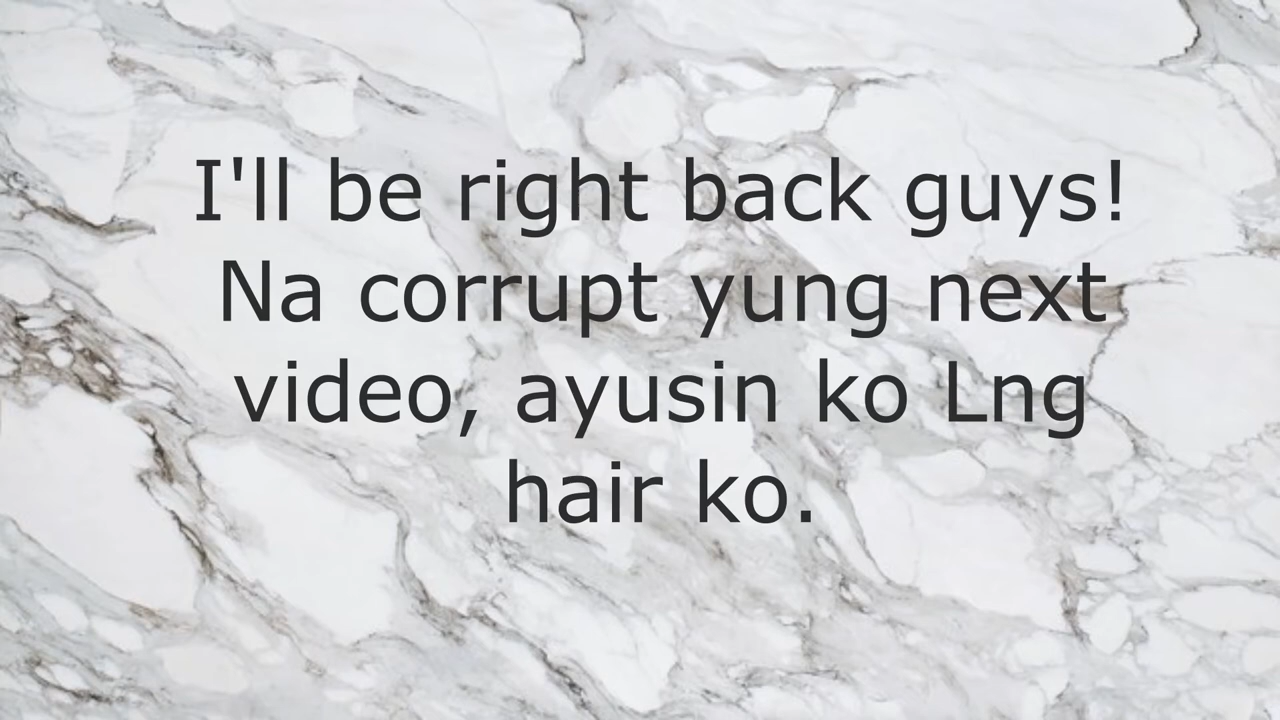 I'll be right back guys!
Na corrupt yung next
video, ayusin ko Lng
hair ko.